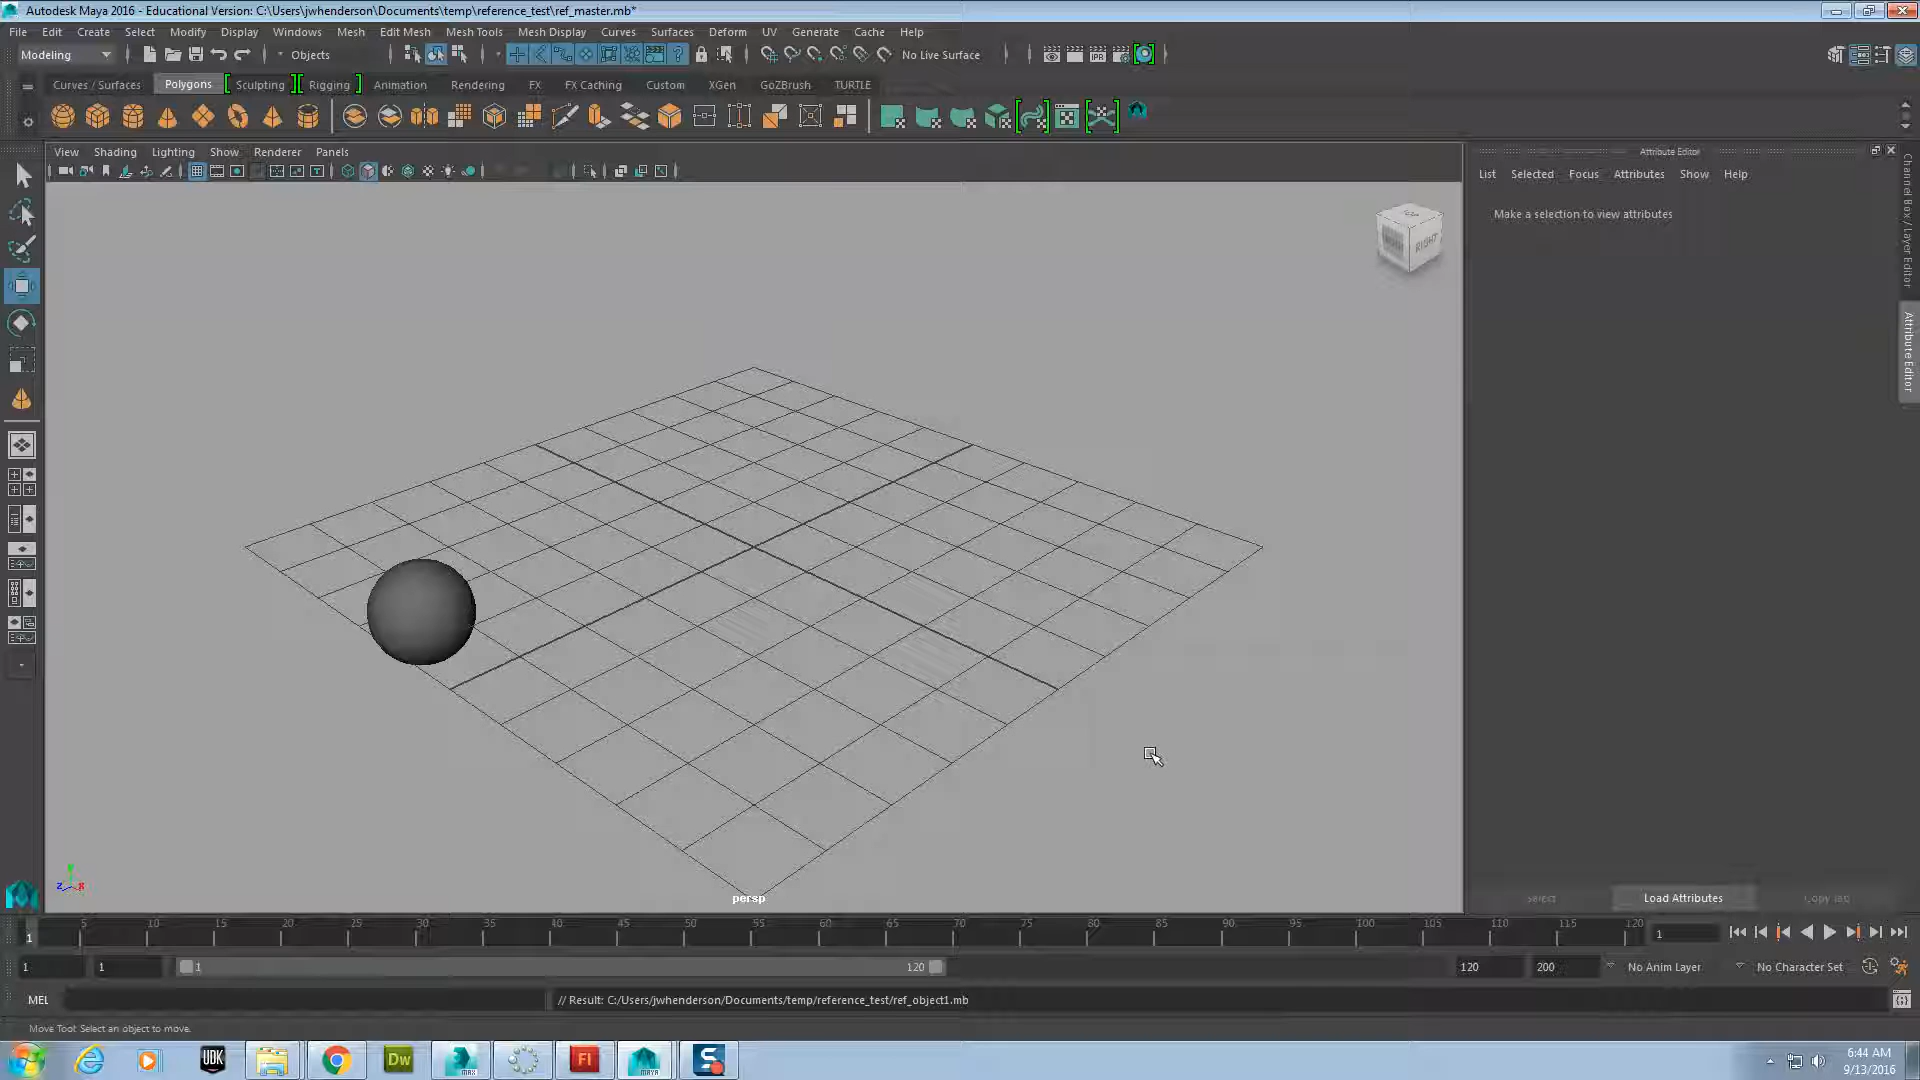 Autodesk Maya 2016 - Educational Version: C:\Users\jwhenderson\Documents\temp\reference_test\ref_master.mb*
File Edit Create Select Modify Display Windows Mesh Edit Mesh Mesh Tools Mesh Display Curves Surfaces Deform UV Generate Cache Help
Modeling Objects No Live Surface
Curves / Surfaces Polygons Sculpting Rigging Animation Rendering FX FX Caching Custom XGen GoZBrush TURTLE
View Shading Lighting Show Renderer Panels
Attribute Editor
List Selected Focus Attributes Show Help
Make a selection to view attributes
RIGHT
Channel Box / Layer Editor
Attribute Editor
persp
Select Load Attributes Copy Tab
5 10 15 20 25 30 35 40 45 50 55 60 65 70 75 80 85 90 95 100 105 110 115 120
1 1
1 1 1 120 120 200 No Anim Layer No Character Set
MEL // Result: C:/Users/jwhenderson/Documents/temp/reference_test/ref_object1.mb
Move Tool: Select an object to move.
UDK Dw MAX Fl MAYA S
6:44 AM
9/13/2016